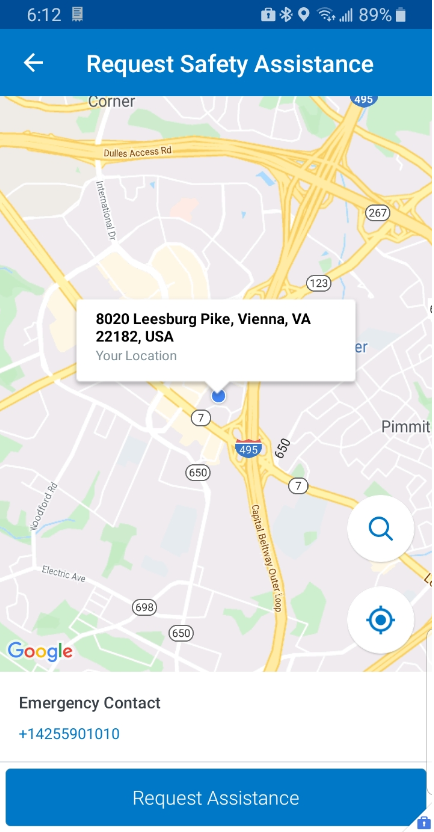 6:12
89%
Request Safety Assistance
495
Corner
Dulles Access Rd
International Dr
267
123
8020 Leesburg Pike, Vienna, VA
22182, USA
Your Location
er
7
Pimmit
495
650
650
7
Woodford Rd
Capital Beltway Outer Loop
Electric Ave
698
650
Google
Emergency Contact
+14255901010
Request Assistance